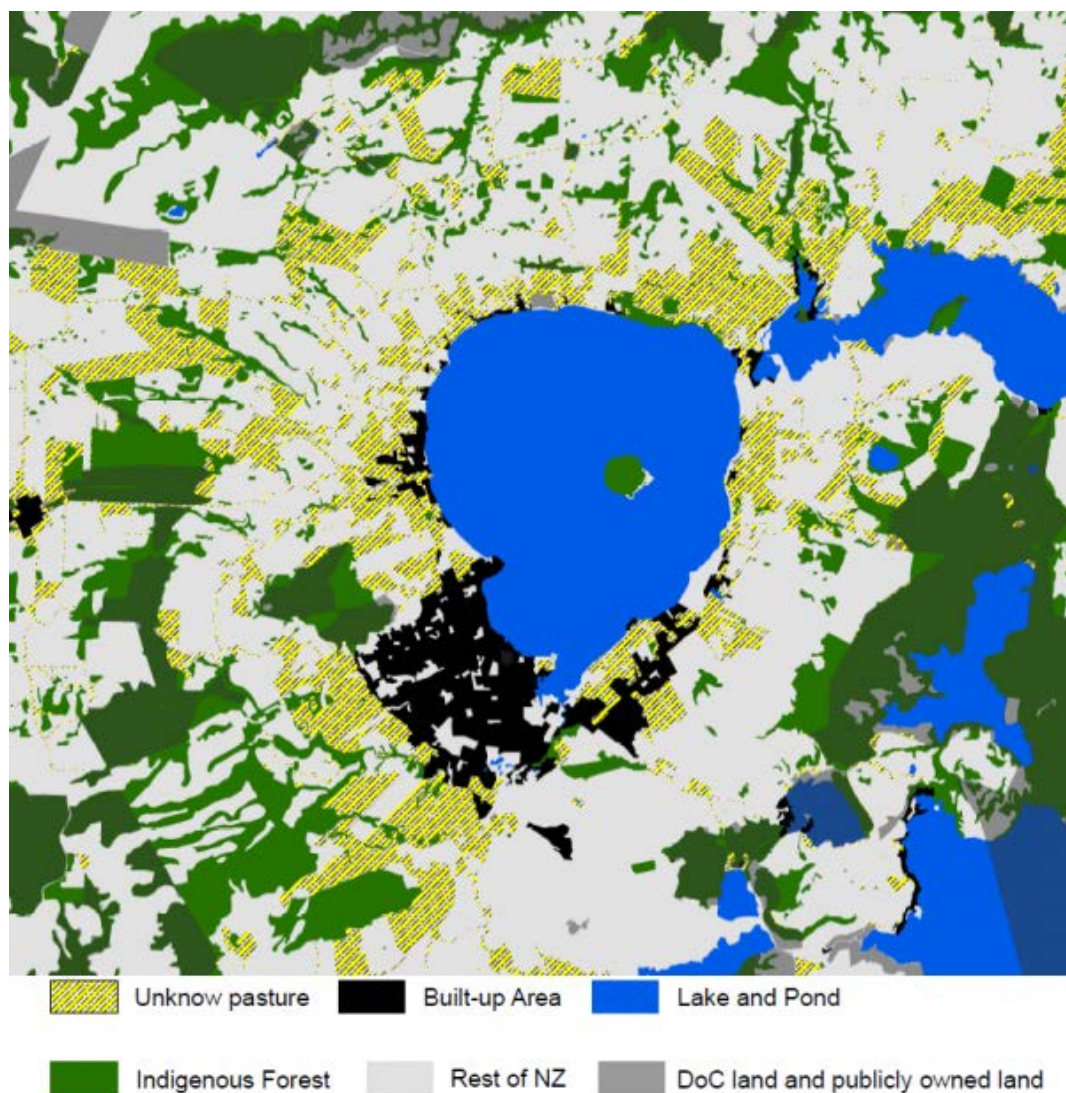 Unknow pasture
Built-up Area
Lake and Pond
Indigenous Forest
Rest of NZ
DoC land and publicly owned land